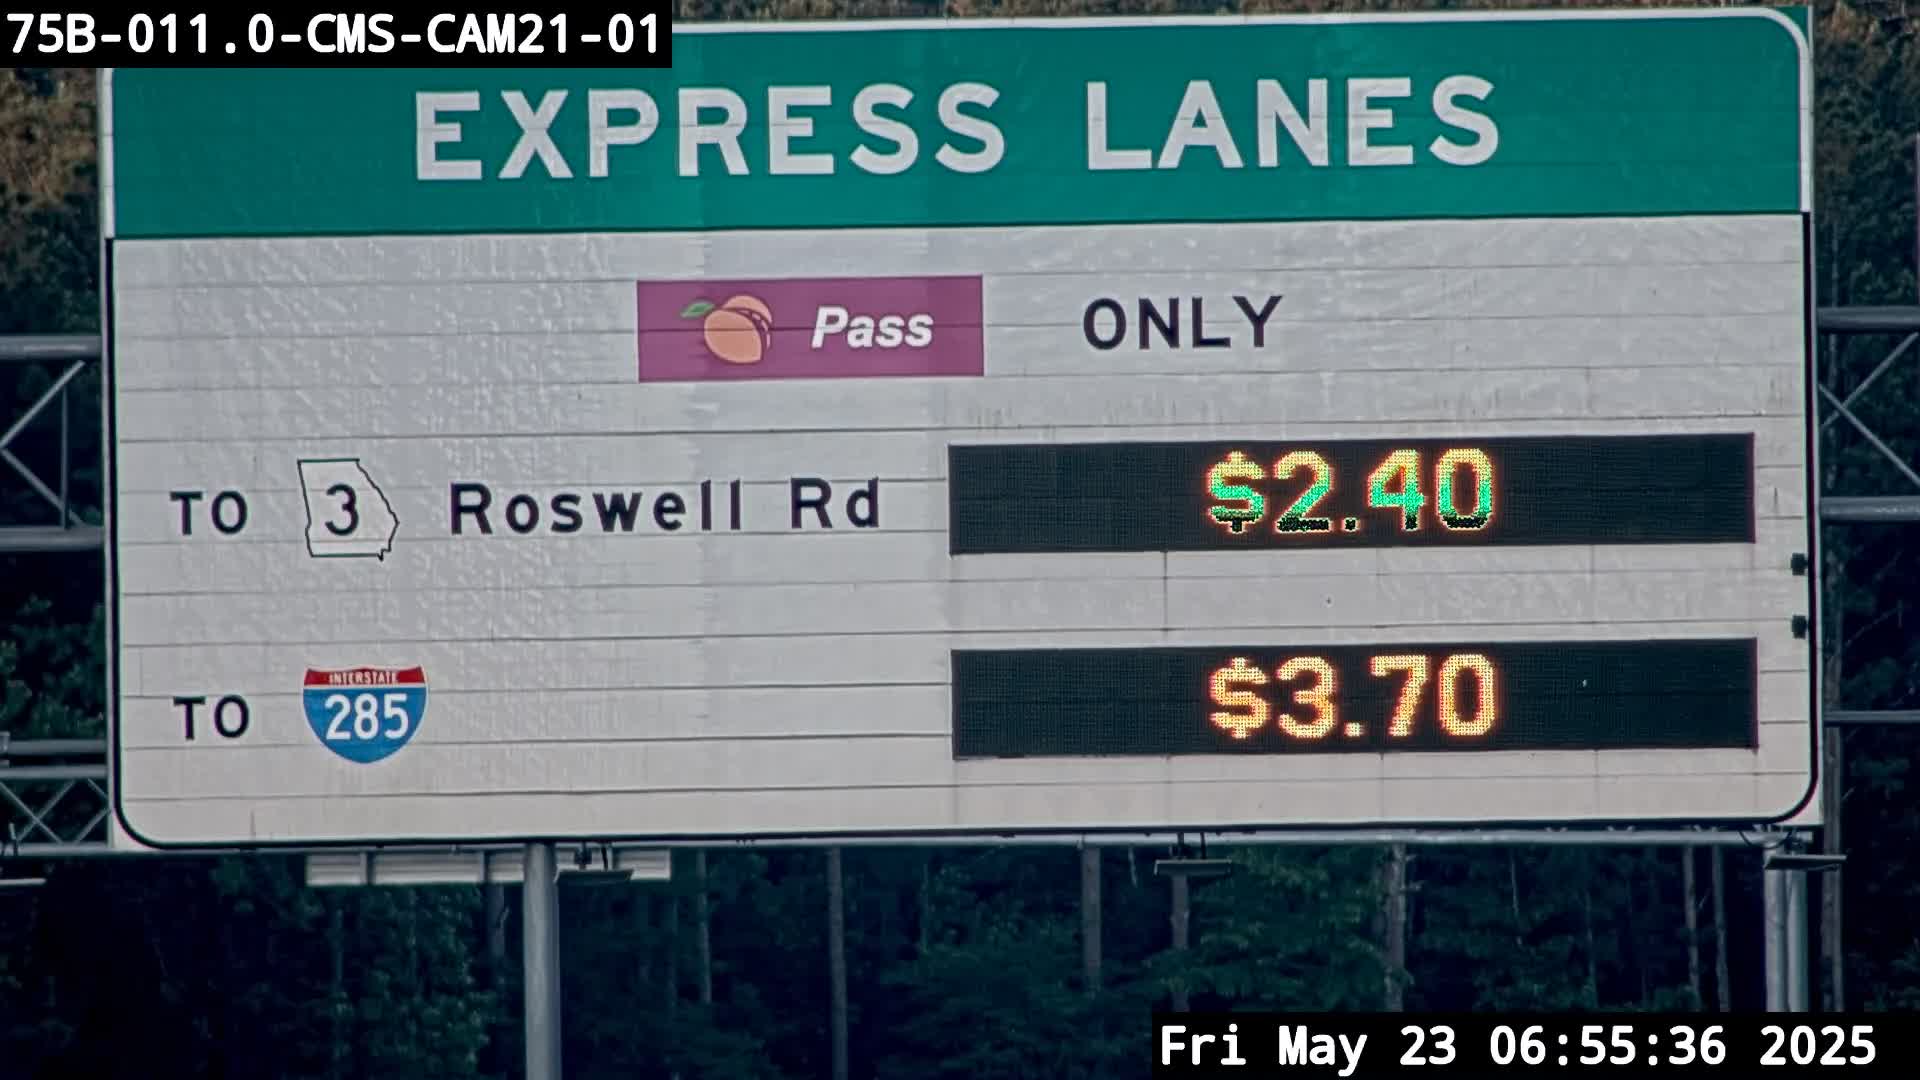 75B-011.0-CMS-CAM21-01
EXPRESS LANES
Pass ONLY
TO 3 Roswell Rd $2.40
INTERSTATE
TO 285 $3.70
Fri May 23 06:55:36 2025